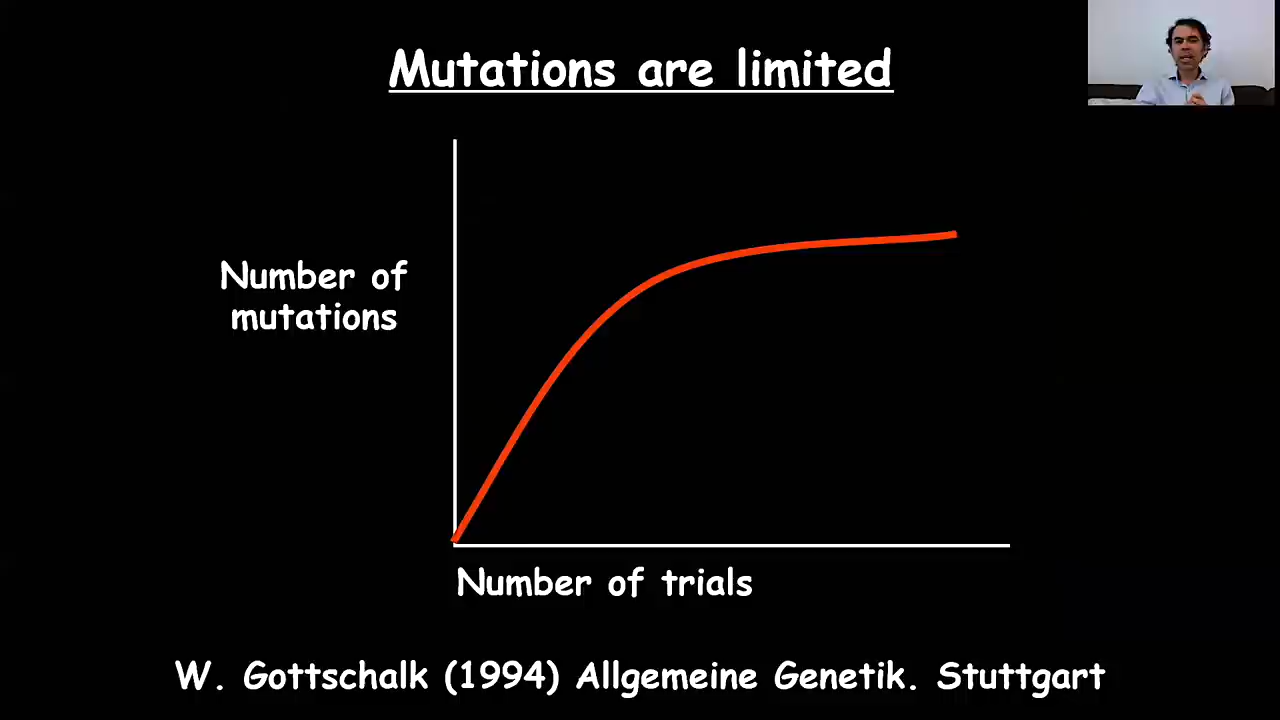 Mutations are limited
Number of
mutations
Number of trials
W. Gottschalk (1994) Allgemeine Genetik. Stuttgart